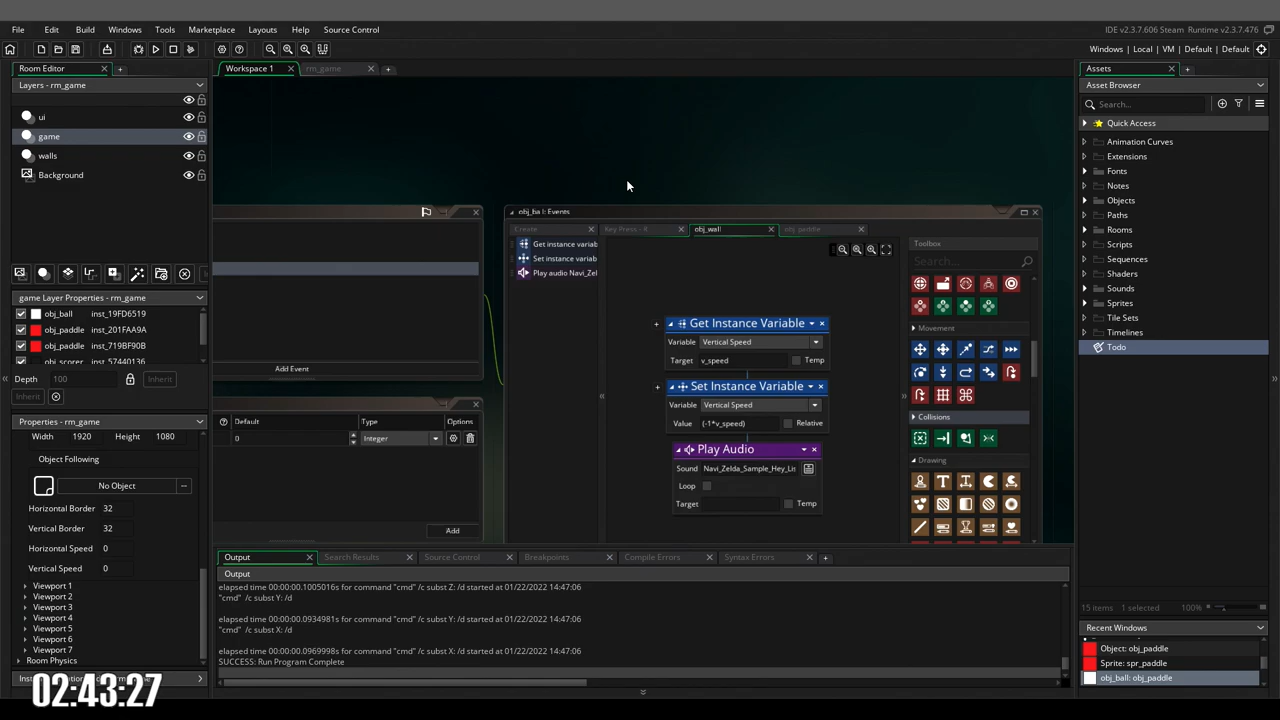 File Edit Build Windows Tools Marketplace Layouts Help Source Control
IDE v2.3.7.606 Steam Runtime v2.3.7.476
Windows | Local | VM | Default | Default
Room Editor
Layers - rm_game
ui
game
walls
Background
game Layer Properties - rm_game
obj_ball inst_19FD6519
obj_paddle inst_201FAA9A
obj_paddle inst_719BF90B
obj_scorer inst_57440136
Depth 100 Inherit
Inherit
Properties - rm_game
Width 1920 Height 1080
Object Following
No Object
Horizontal Border 32
Vertical Border 32
Horizontal Speed 0
Vertical Speed 0
Viewport 1
Viewport 2
Viewport 3
Viewport 4
Viewport 5
Viewport 6
Viewport 7
Room Physics
02:43:27
Workspace 1
rm_game
Add Event
Default Type Options
0 Integer
Add
obj_ball: Events
Create
Key Press - R
obj_wall
obj_paddle
Get instance variab
Set instance variab
Play audio Navi_Zel
Get Instance Variable
Variable Vertical Speed
Target v_speed Temp
Set Instance Variable
Variable Vertical Speed
Value (-1*v_speed) Relative
Play Audio
Sound Navi_Zelda_Sample_Hey_Lis
Loop
Target Temp
Toolbox
Search...
Movement
Collisions
Drawing
Output
Search Results
Source Control
Breakpoints
Compile Errors
Syntax Errors
Output
elapsed time 00:00:00.1005016s for command "cmd" /c subst Z: /d started at 01/22/2022 14:47:06
"cmd" /c subst Y: /d
elapsed time 00:00:00.0934981s for command "cmd" /c subst Y: /d started at 01/22/2022 14:47:06
"cmd" /c subst X: /d
elapsed time 00:00:00.0969998s for command "cmd" /c subst X: /d started at 01/22/2022 14:47:06
SUCCESS: Run Program Complete
Assets
Asset Browser
Search...
Quick Access
Animation Curves
Extensions
Fonts
Notes
Objects
Paths
Rooms
Scripts
Sequences
Shaders
Sounds
Sprites
Tile Sets
Timelines
Todo
15 items 1 selected 100%
Recent Windows
Object: obj_paddle
Sprite: spr_paddle
obj_ball: obj_paddle